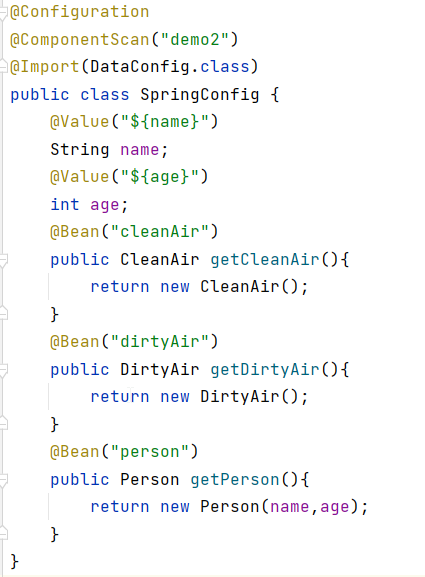 @Configuration
@ComponentScan("demo2")
@Import(DataConfig.class)
public class SpringConfig {
    @Value("${name}")
    String name;
    @Value("${age}")
    int age;
    @Bean("cleanAir")
    public CleanAir getCleanAir(){
        return new CleanAir();
    }
    @Bean("dirtyAir")
    public DirtyAir getDirtyAir(){
        return new DirtyAir();
    }
    @Bean("person")
    public Person getPerson(){
        return new Person(name,age);
    }
}